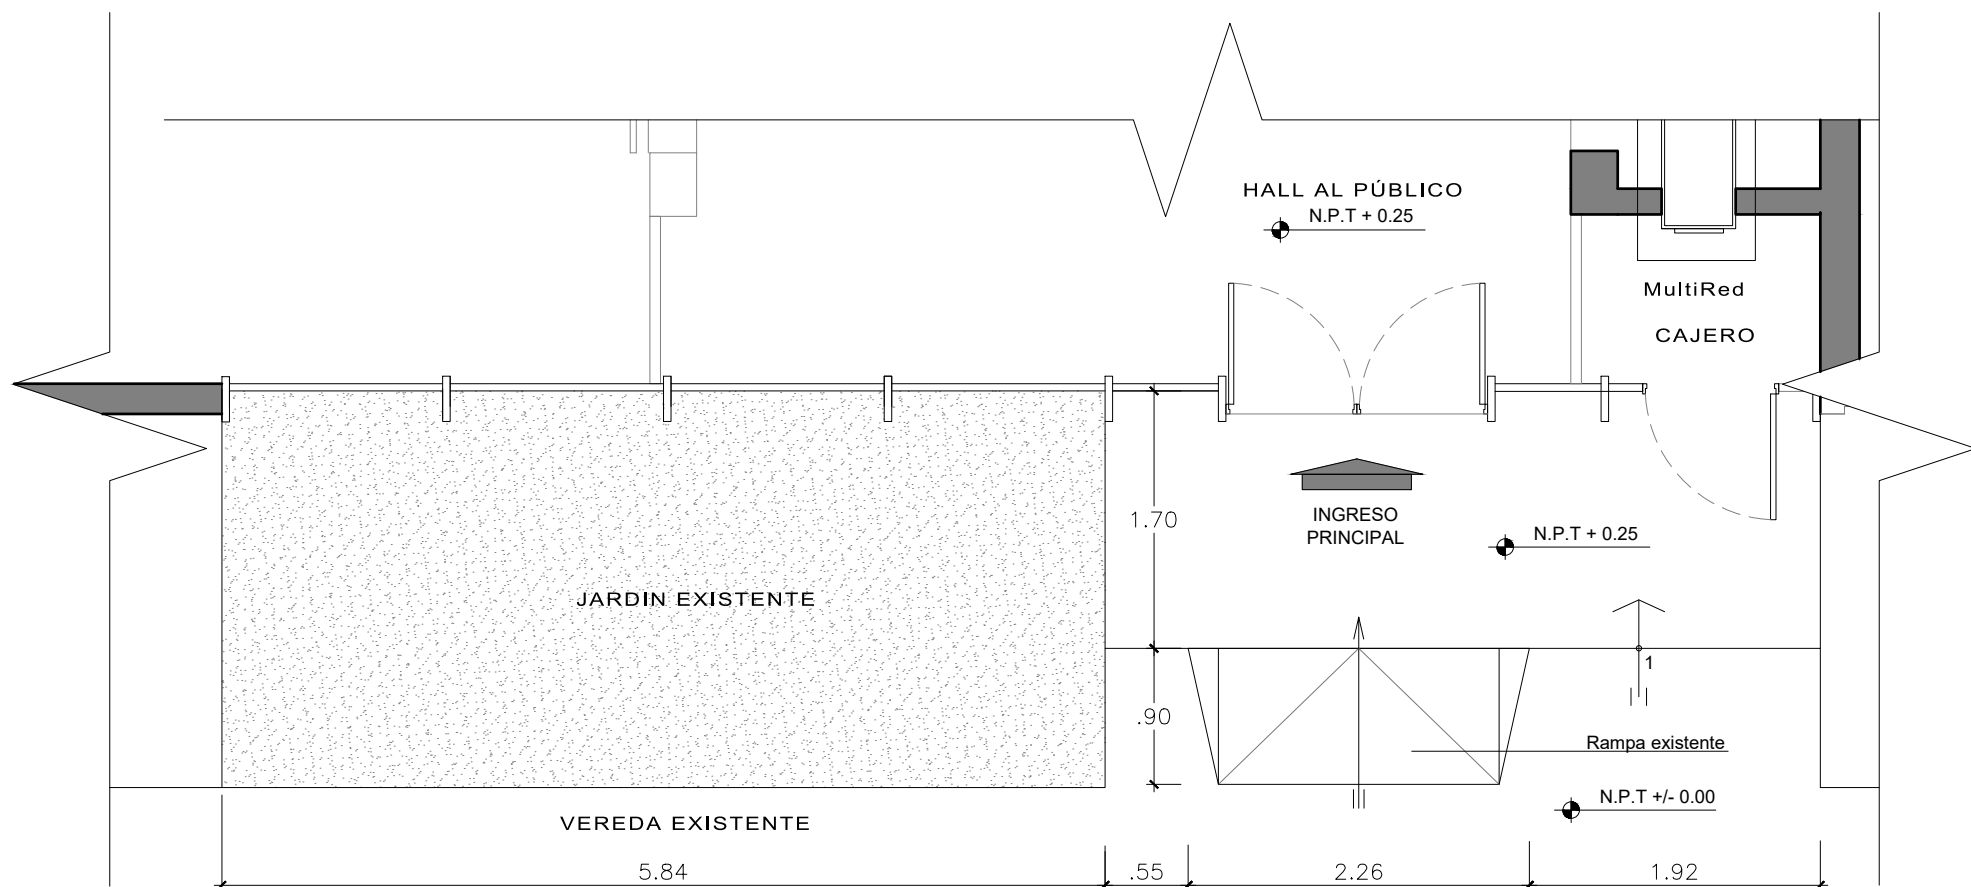 HALL AL PÚBLICO
N.P.T + 0.25
MultiRed
CAJERO
INGRESO
PRINCIPAL
1.70
N.P.T + 0.25
JARDIN EXISTENTE
1
.90
Rampa existente
N.P.T +/- 0.00
VEREDA EXISTENTE
5.84
.55
2.26
1.92